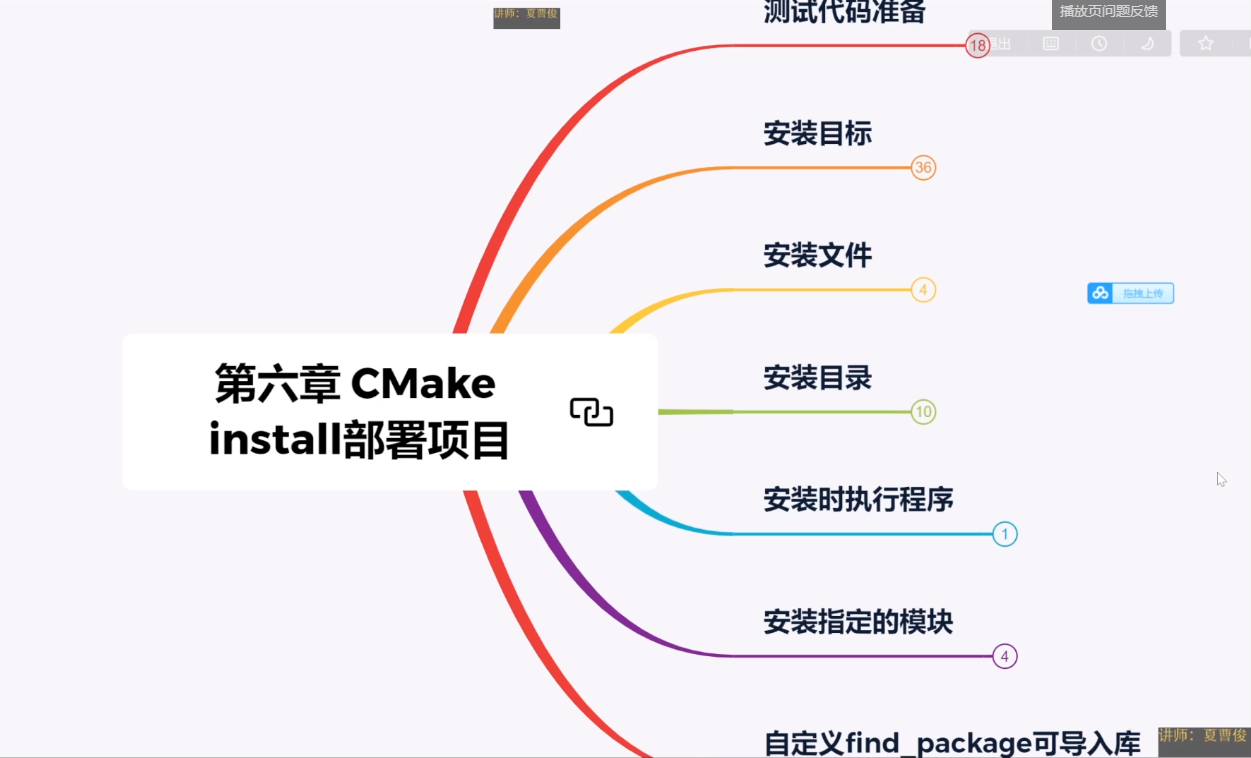 讲师：夏曹俊
播放页问题反馈
测试代码准备
18
出
安装目标
36
安装文件
4
拖拽上传
第六章 CMake
install部署项目
安装目录
10
安装时执行程序
1
安装指定的模块
4
自定义find_package可导入库
讲师：夏曹俊